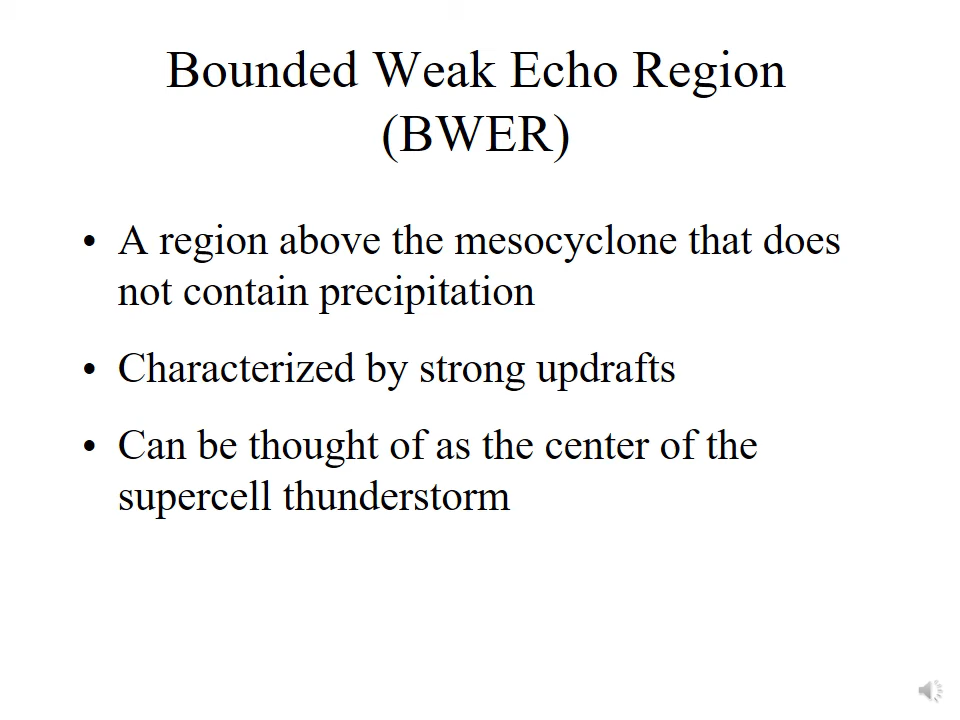 Bounded Weak Echo Region
(BWER)
• A region above the mesocyclone that does
not contain precipitation
• Characterized by strong updrafts
• Can be thought of as the center of the
supercell thunderstorm